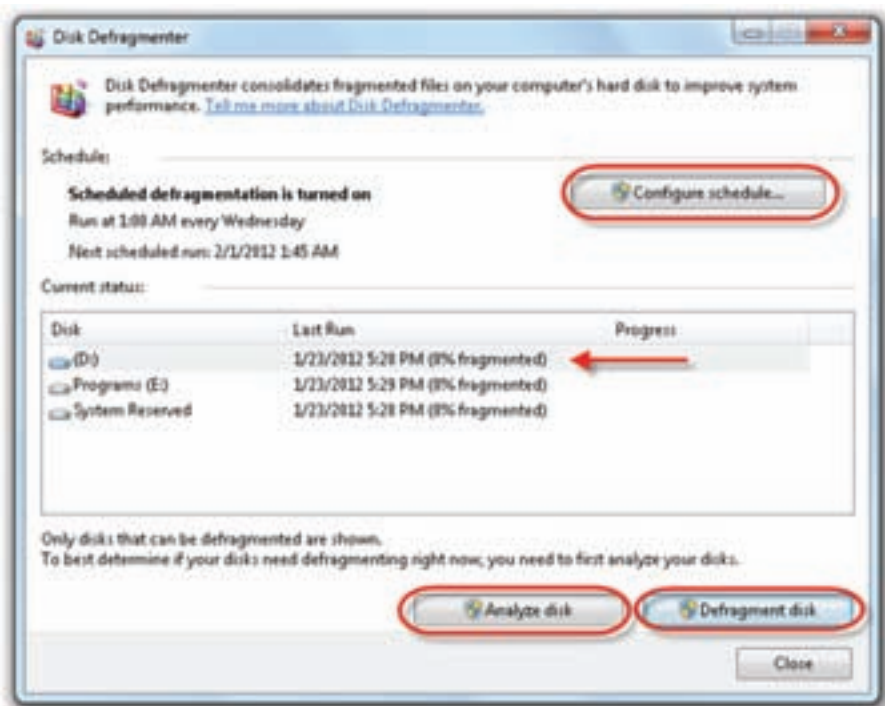 Disk Defragmenter
Disk Defragmenter consolidates fragmented files on your computer's hard disk to improve system
performance. Tell me more about Disk Defragmenter.
Schedule:
Scheduled defragmentation is turned on
Configure schedule...
Run at 1:00 AM every Wednesday
Next scheduled run: 2/1/2012 1:45 AM
Current status:
Disk Last Run Progress
(D:) 1/23/2012 5:28 PM (0% fragmented)
Programs (E:) 1/23/2012 5:29 PM (0% fragmented)
System Reserved 1/23/2012 5:28 PM (0% fragmented)
Only disks that can be defragmented are shown.
To best determine if your disks need defragmenting right now, you need to first analyze your disks.
Analyze disk Defragment disk
Close